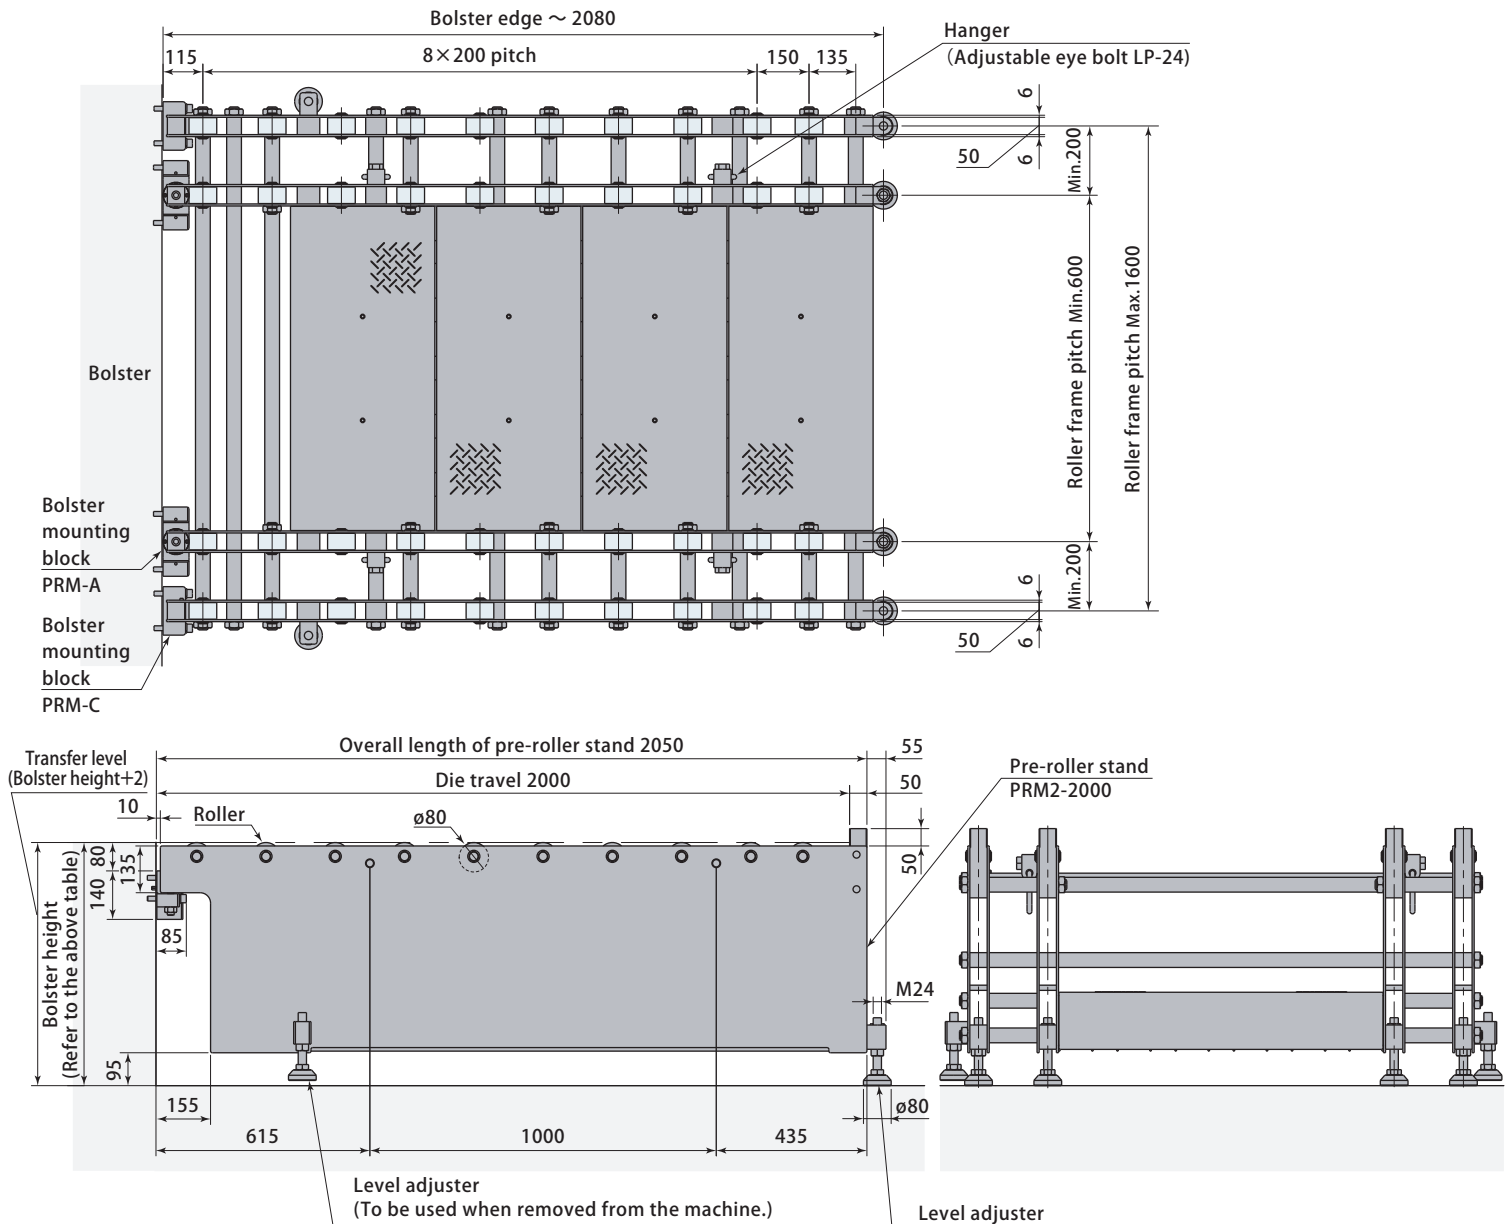 Bolster edge ～ 2080
Hanger
（Adjustable eye bolt LP-24)
115
8×200 pitch
150
135
6
50
6
Min.200
Roller frame pitch Min.600
Roller frame pitch Max.1600
Bolster
Bolster
mounting
block
PRM-A
Bolster
mounting
block
PRM-C
Min.200
6
50
6
Overall length of pre-roller stand 2050
55
Transfer level
(Bolster height+2)
Die travel 2000
50
Pre-roller stand
PRM2-2000
10
Roller
ø80
80
135
140
50
85
Bolster height
(Refer to the above table)
M24
95
155
ø80
615
1000
435
Level adjuster
(To be used when removed from the machine.)
Level adjuster